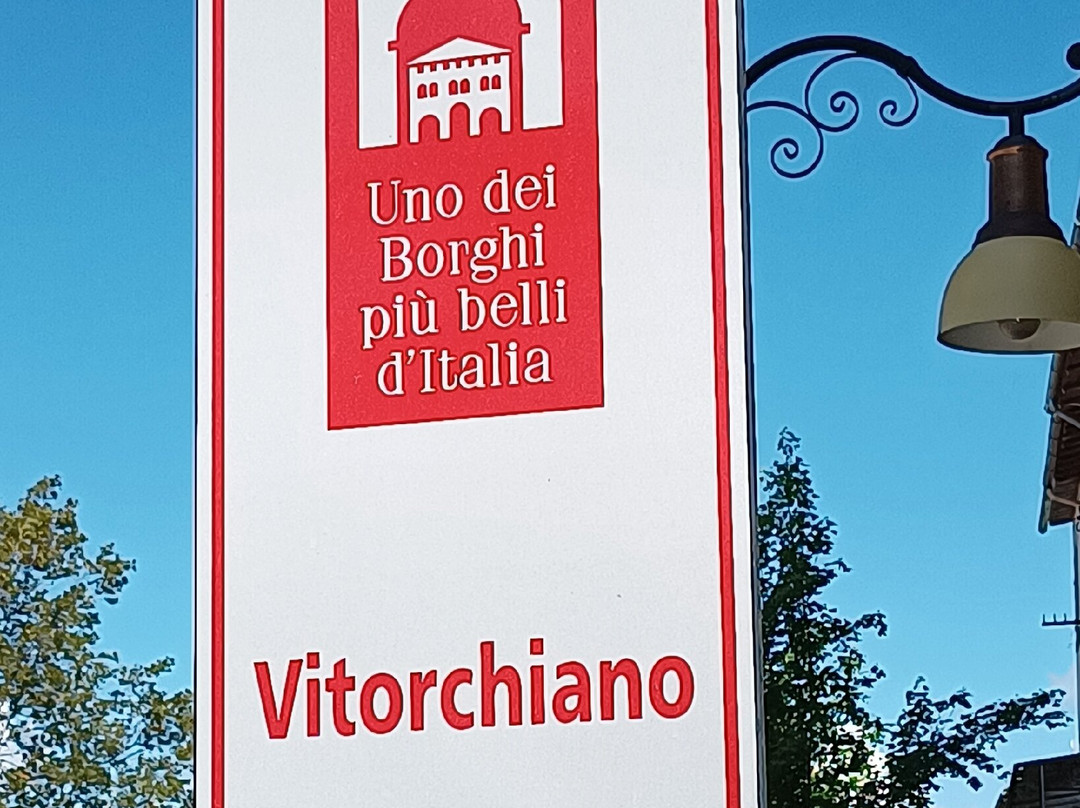 Uno dei
Borghi
più belli
d'Italia
Vitorchiano